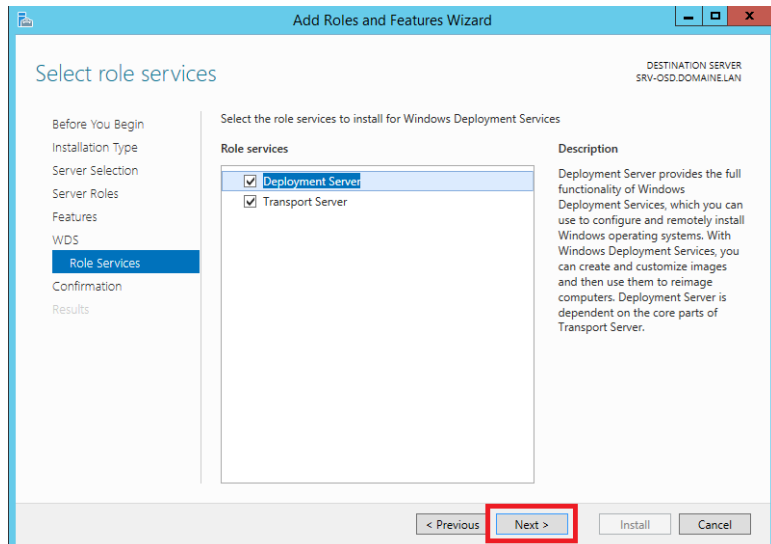 Add Roles and Features Wizard
Select role services
DESTINATION SERVER
SRV-OSD.DOMAINE.LAN
Before You Begin
Installation Type
Server Selection
Server Roles
Features
WDS
Role Services
Confirmation
Results
Select the role services to install for Windows Deployment Services
Role services
Deployment Server
Transport Server
Description
Deployment Server provides the full
functionality of Windows
Deployment Services, which you can
use to configure and remotely install
Windows operating systems. With
Windows Deployment Services, you
can create and customize images
and then use them to reimage
computers. Deployment Server is
dependent on the core parts of
Transport Server.
< Previous
Next >
Install
Cancel